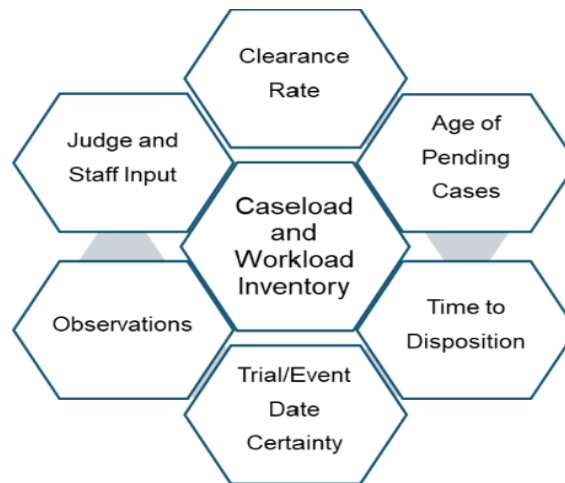 Clearance
Rate
Judge and
Staff Input
Age of
Pending
Cases
Caseload
and
Workload
Inventory
Observations
Time to
Disposition
Trial/Event
Date
Certainty